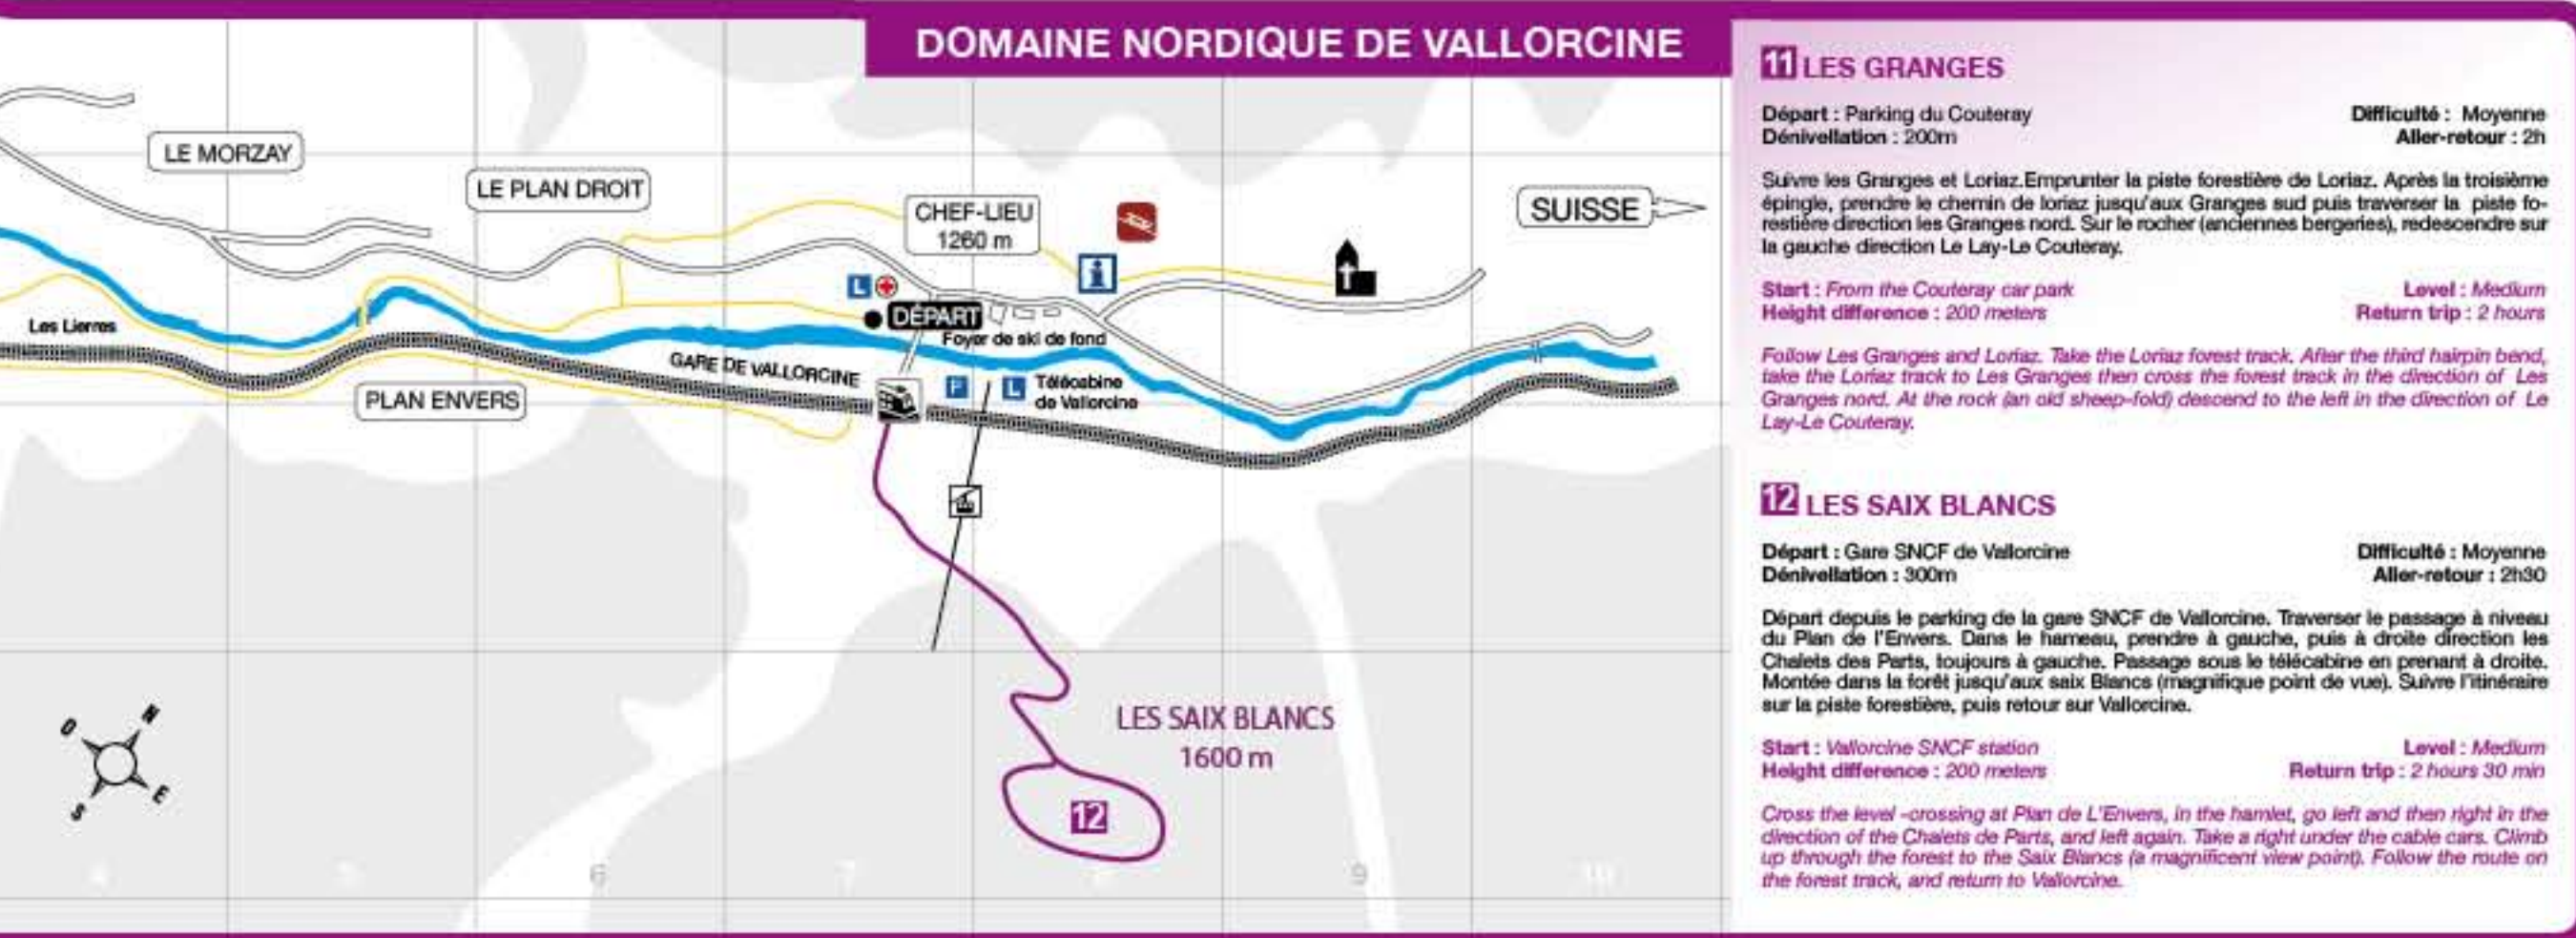 DOMAINE NORDIQUE DE VALLORCINE
LE MORZAY
LE PLAN DROIT
CHEF-LIEU
1260 m
SUISSE
L
DÉPART
Foyer de ski de fond
Les Lierres
GARE DE VALLORCINE
PLAN ENVERS
P
L
Télécabine
de Vallorcine
LES SAIX BLANCS
1600 m
12
O
N
S
E
4
5
6
7
8
9
10
11 LES GRANGES
Départ : Parking du Couteray
Difficulté : Moyenne
Dénivellation : 200m
Aller-retour : 2h
Suivre les Granges et Loriaz.Emprunter la piste forestière de Loriaz. Après la troisième
épingle, prendre le chemin de loriaz jusqu'aux Granges sud puis traverser la piste fo-
restière direction les Granges nord. Sur le rocher (anciennes bergeries), redescendre sur
la gauche direction Le Lay-Le Couteray.
Start : From the Couteray car park
Level : Medium
Height difference : 200 meters
Return trip : 2 hours
Follow Les Granges and Loriaz. Take the Loriaz forest track. After the third hairpin bend,
take the Loriaz track to Les Granges then cross the forest track in the direction of Les
Granges nord. At the rock (an old sheep-fold) descend to the left in the direction of Le
Lay-Le Couteray.
12 LES SAIX BLANCS
Départ : Gare SNCF de Vallorcine
Difficulté : Moyenne
Dénivellation : 300m
Aller-retour : 2h30
Départ depuis le parking de la gare SNCF de Vallorcine. Traverser le passage à niveau
du Plan de l'Envers. Dans le hameau, prendre à gauche, puis à droite direction les
Chalets des Parts, toujours à gauche. Passage sous le télécabine en prenant à droite.
Montée dans la forêt jusqu'aux saix Blancs (magnifique point de vue). Suivre l'itinéraire
sur la piste forestière, puis retour sur Vallorcine.
Start : Vallorcine SNCF station
Level : Medium
Height difference : 200 meters
Return trip : 2 hours 30 min
Cross the level -crossing at Plan de L'Envers, in the hamlet, go left and then right in the
direction of the Chalets de Parts, and left again. Take a right under the cable cars. Climb
up through the forest to the Saix Blancs (a magnificent view point). Follow the route on
the forest track, and return to Vallorcine.